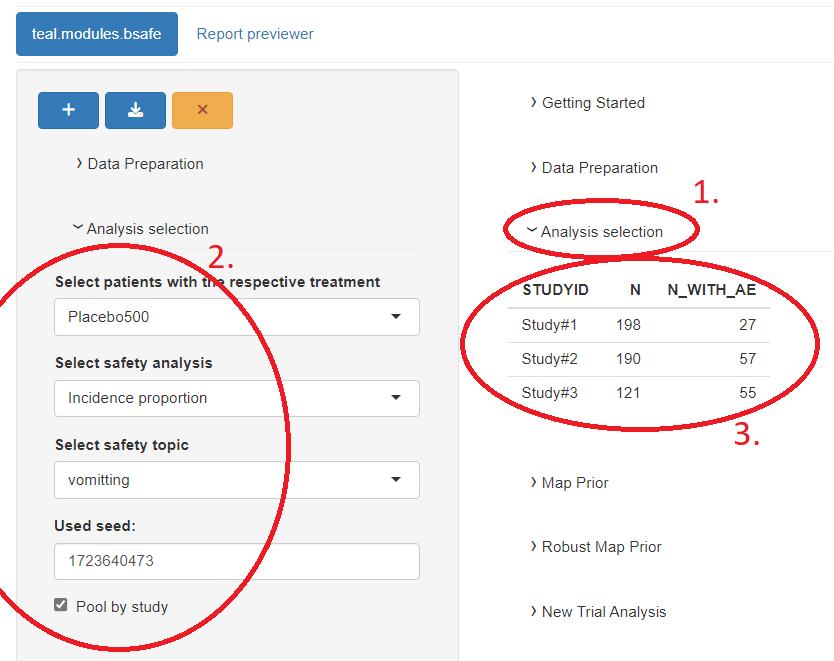 teal.modules.bsafe Report previewer
Data Preparation
Analysis selection
2.
Select patients with the respective treatment
Placebo500
Select safety analysis
Incidence proportion
Select safety topic
vomitting
Used seed:
1723640473
Pool by study
Getting Started
Data Preparation
1.
Analysis selection
STUDYID N N_WITH_AE
Study#1 198 27
Study#2 190 57
Study#3 121 55
3.
Map Prior
Robust Map Prior
New Trial Analysis